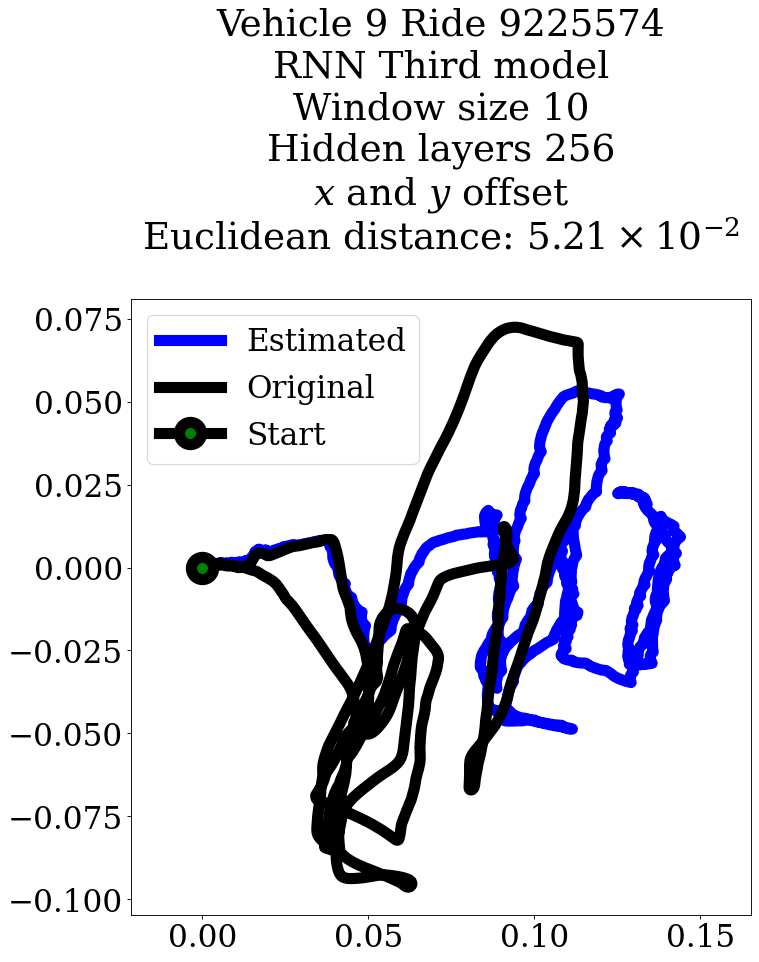 Vehicle 9 Ride 9225574
RNN Third model
Window size 10
Hidden layers 256
x and y offset
Euclidean distance: 5.21 × 10⁻²
Estimated
Original
Start
0.075
0.050
0.025
0.000
−0.025
−0.050
−0.075
−0.100
0.00 0.05 0.10 0.15